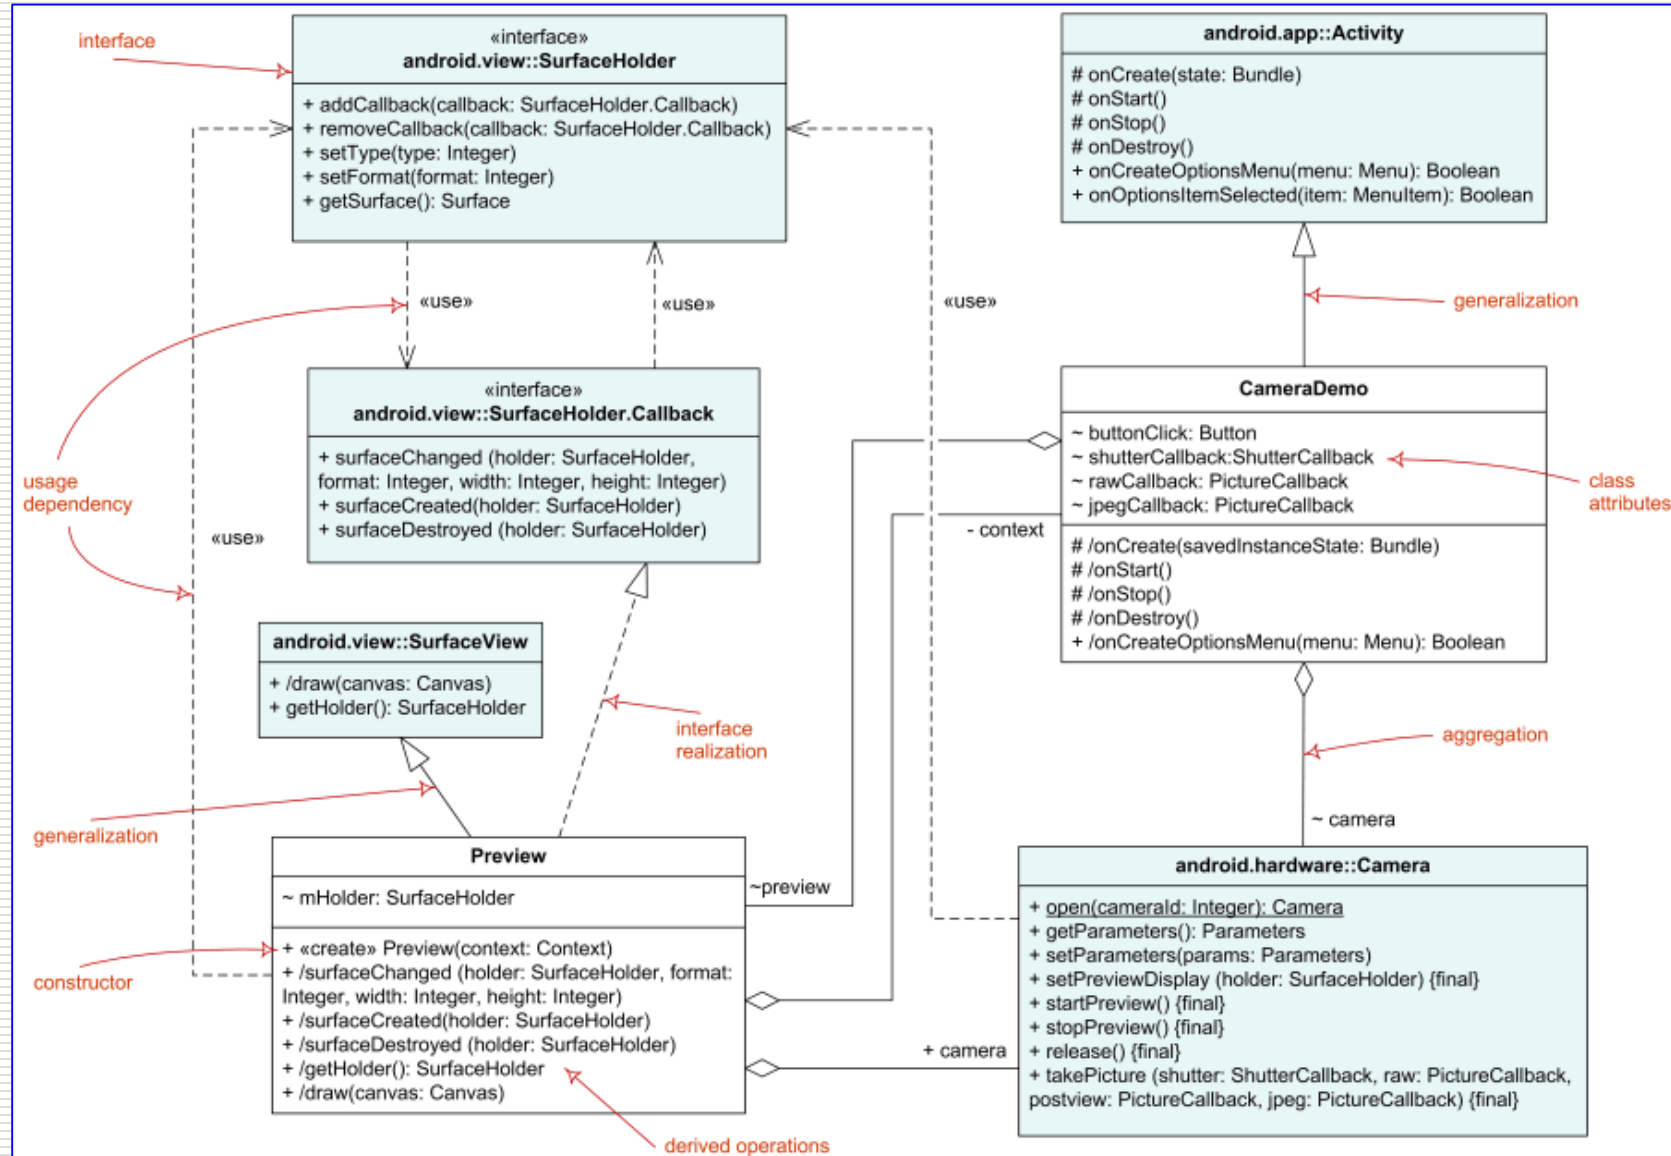 interface
«interface»
android.view::SurfaceHolder
+ addCallback(callback: SurfaceHolder.Callback)
+ removeCallback(callback: SurfaceHolder.Callback)
+ setType(type: Integer)
+ setFormat(format: Integer)
+ getSurface(): Surface
android.app::Activity
# onCreate(state: Bundle)
# onStart()
# onStop()
# onDestroy()
+ onCreateOptionsMenu(menu: Menu): Boolean
+ onOptionsItemSelected(item: MenuItem): Boolean
«use»
«use»
«use»
generalization
«interface»
android.view::SurfaceHolder.Callback
+ surfaceChanged (holder: SurfaceHolder,
format: Integer, width: Integer, height: Integer)
+ surfaceCreated(holder: SurfaceHolder)
+ surfaceDestroyed (holder: SurfaceHolder)
CameraDemo
~ buttonClick: Button
~ shutterCallback:ShutterCallback
~ rawCallback: PictureCallback
~ jpegCallback: PictureCallback
# /onCreate(savedInstanceState: Bundle)
# /onStart()
# /onStop()
# /onDestroy()
+ /onCreateOptionsMenu(menu: Menu): Boolean
class
attributes
usage
dependency
«use»
- context
android.view::SurfaceView
+ /draw(canvas: Canvas)
+ getHolder(): SurfaceHolder
interface
realization
aggregation
generalization
~ camera
Preview
~ mHolder: SurfaceHolder
+ «create» Preview(context: Context)
+ /surfaceChanged (holder: SurfaceHolder, format:
Integer, width: Integer, height: Integer)
+ /surfaceCreated(holder: SurfaceHolder)
+ /surfaceDestroyed (holder: SurfaceHolder)
+ /getHolder(): SurfaceHolder
+ /draw(canvas: Canvas)
~preview
constructor
+ camera
android.hardware::Camera
+ open(cameraId: Integer): Camera
+ getParameters(): Parameters
+ setParameters(params: Parameters)
+ setPreviewDisplay (holder: SurfaceHolder) {final}
+ startPreview() {final}
+ stopPreview() {final}
+ release() {final}
+ takePicture (shutter: ShutterCallback, raw: PictureCallback,
postview: PictureCallback, jpeg: PictureCallback) {final}
derived operations